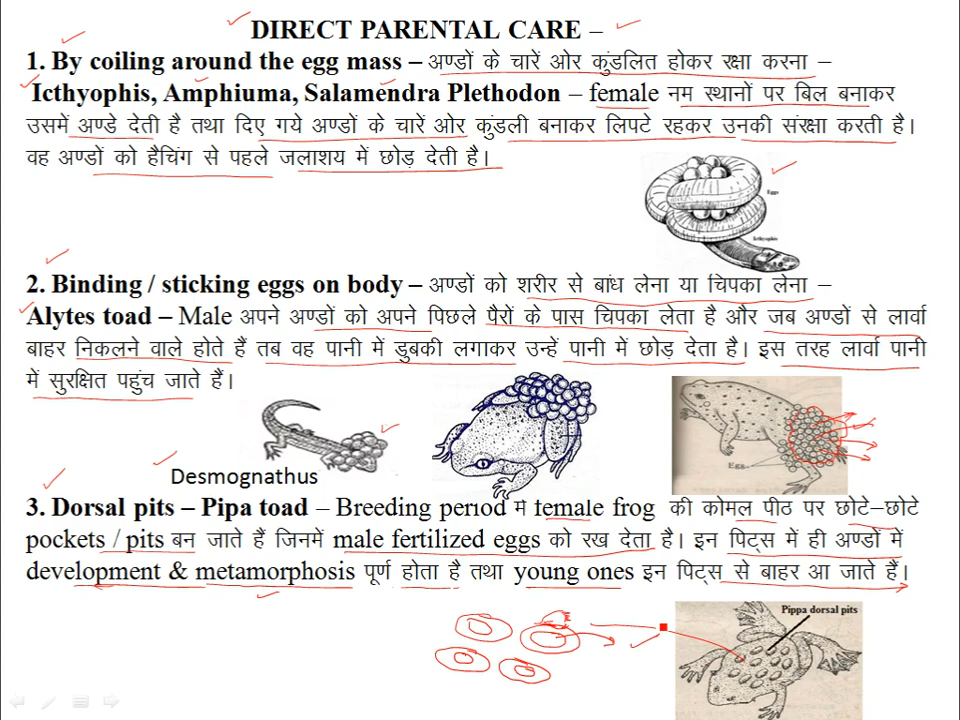 DIRECT PARENTAL CARE –
1. By coiling around the egg mass – अण्डों के चारें ओर कुंडलित होकर रक्षा करना –
Icthyophis, Amphiuma, Salamendra Plethodon – female नम स्थानों पर बिल बनाकर
उसमें अण्डे देती है तथा दिए गये अण्डों के चारें ओर कुंडली बनाकर लिपटे रहकर उनकी संरक्षा करती है।
वह अण्डों को हैचिंग से पहले जलाशय में छोड़ देती है।
Eggs
Icthyophis
2. Binding / sticking eggs on body – अण्डों को शरीर से बांध लेना या चिपका लेना –
Alytes toad – Male अपने अण्डों को अपने पिछले पैरों के पास चिपका लेता है और जब अण्डों से लार्वा
बाहर निकलने वाले होते हैं तब वह पानी में डुबकी लगाकर उन्हें पानी में छोड़ देता है। इस तरह लार्वा पानी
में सुरक्षित पहुंच जाते हैं।
Egg
Desmognathus
3. Dorsal pits – Pipa toad – Breeding period में female frog की कोमल पीठ पर छोटे–छोटे
pockets / pits बन जाते हैं जिनमें male fertilized eggs को रख देता है। इन पिट्स में ही अण्डों में
development & metamorphosis पूर्ण होता है तथा young ones इन पिट्स से बाहर आ जाते हैं।
Pippa dorsal pits